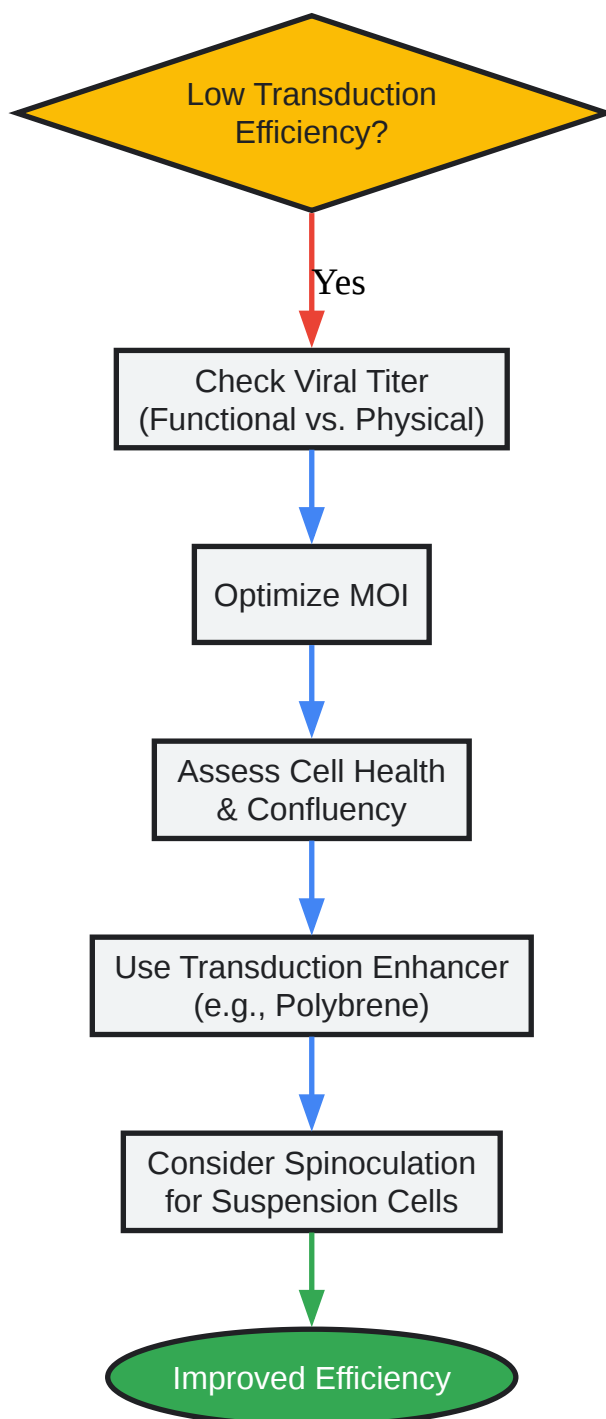 Low Transduction
Efficiency?
Yes
Check Viral Titer
(Functional vs. Physical)
Optimize MOI
Assess Cell Health
& Confluency
Use Transduction Enhancer
(e.g., Polybrene)
Consider Spinoculation
for Suspension Cells
Improved Efficiency